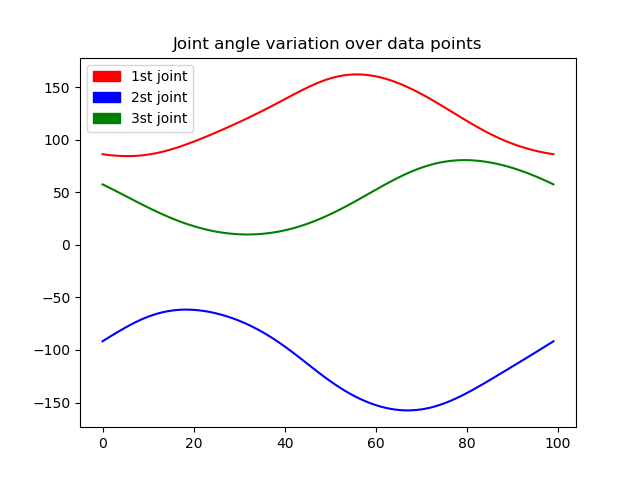 Joint angle variation over data points
1st joint
2st joint
3st joint
150
100
50
0
−50
−100
−150
0 20 40 60 80 100